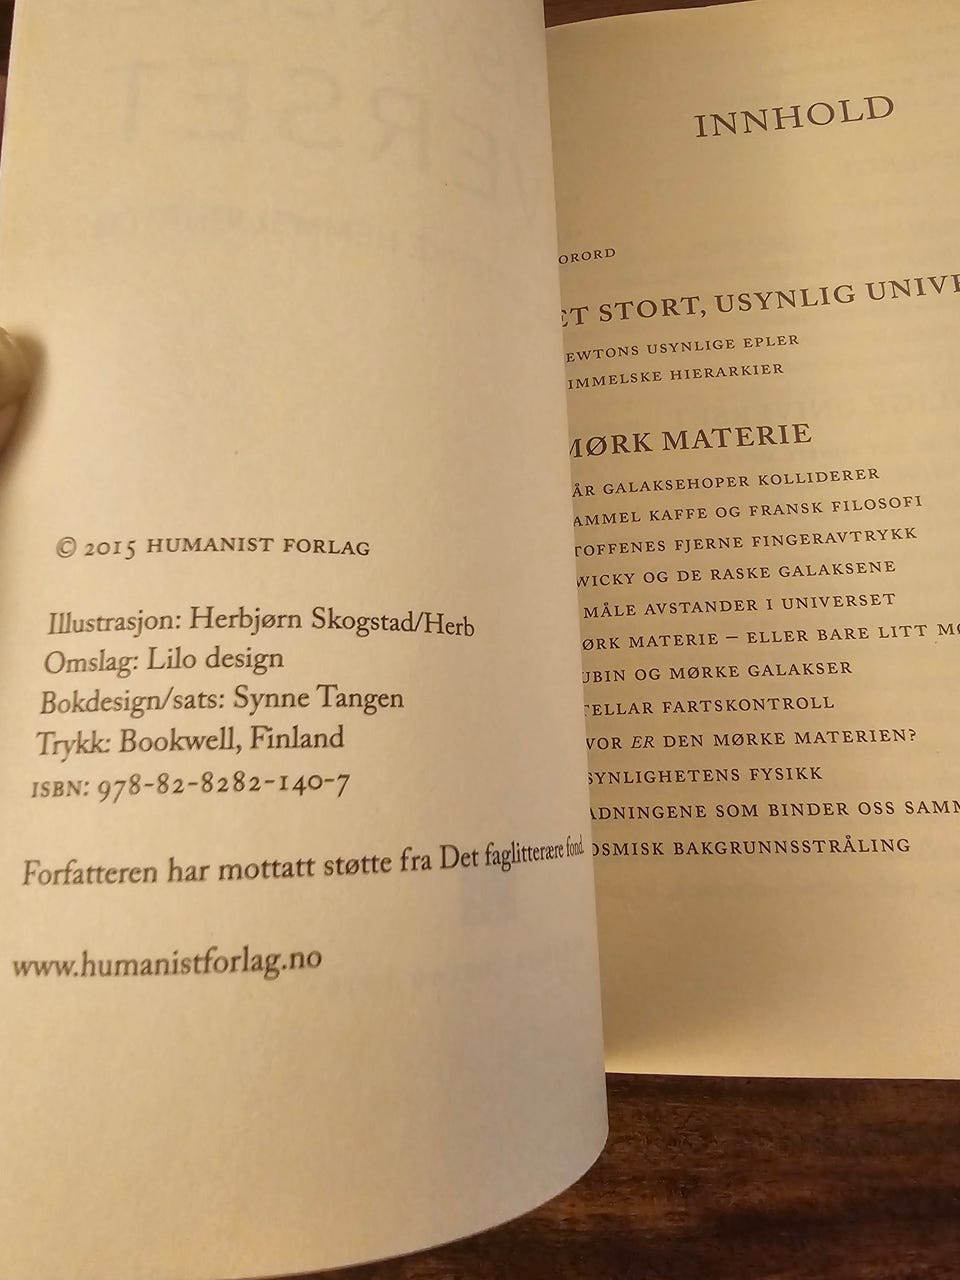 © 2015 HUMANIST FORLAG
Illustrasjon: Herbjørn Skogstad/Herb
Omslag: Lilo design
Bokdesign/sats: Synne Tangen
Trykk: Bookwell, Finland
ISBN: 978-82-8282-140-7
Forfatteren har mottatt støtte fra Det faglitterære fond
www.humanistforlag.no
INNHOLD
ORORD
ET STORT, USYNLIG UNIVE
EWTONS USYNLIGE EPLER
IMMELSKE HIERARKIER
MØRK MATERIE
ÅR GALAKSEHOPER KOLLIDERER
AMMEL KAFFE OG FRANSK FILOSOFI
TOFFENES FJERNE FINGERAVTRYKK
WICKY OG DE RASKE GALAKSENE
MÅLE AVSTANDER I UNIVERSET
ØRK MATERIE – ELLER BARE LITT MØ
UBIN OG MØRKE GALAKSER
TELLAR FARTSKONTROLL
VOR ER DEN MØRKE MATERIEN?
SYNLIGHETENS FYSIKK
ADNINGENE SOM BINDER OSS SAMM
OSMISK BAKGRUNNSSTRÅLING